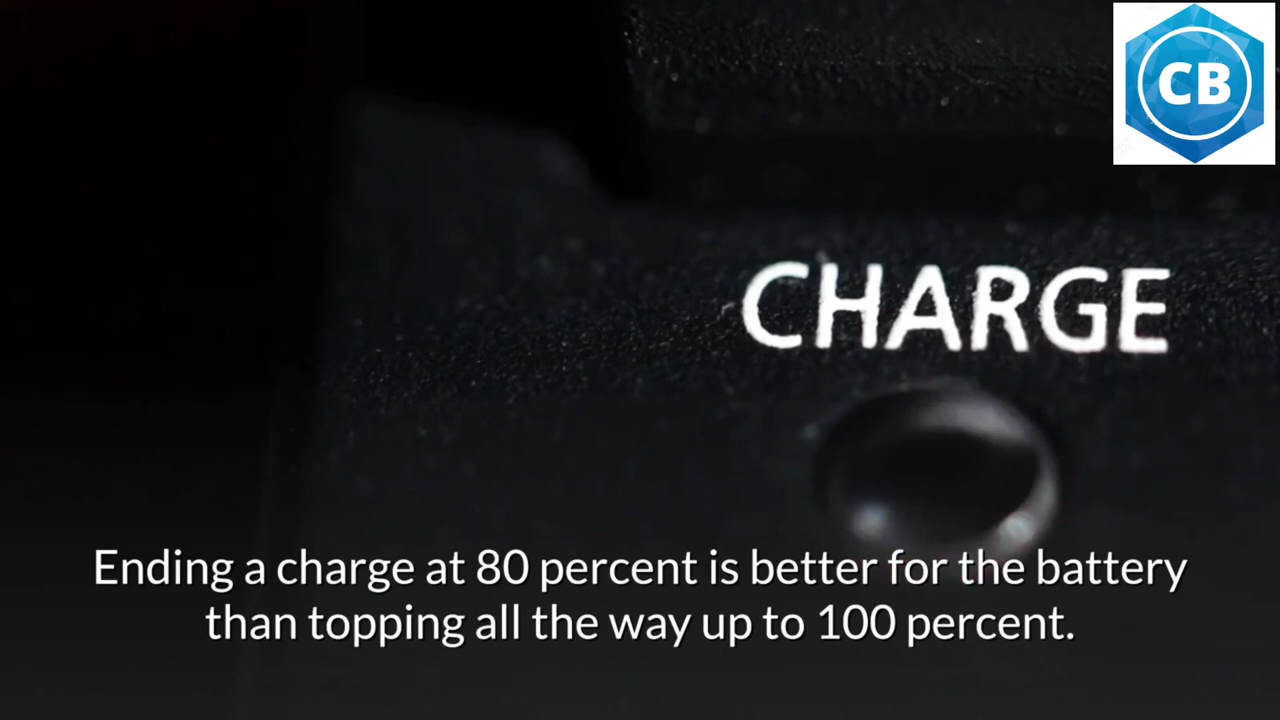 CB
CHARGE
Ending a charge at 80 percent is better for the battery
than topping all the way up to 100 percent.